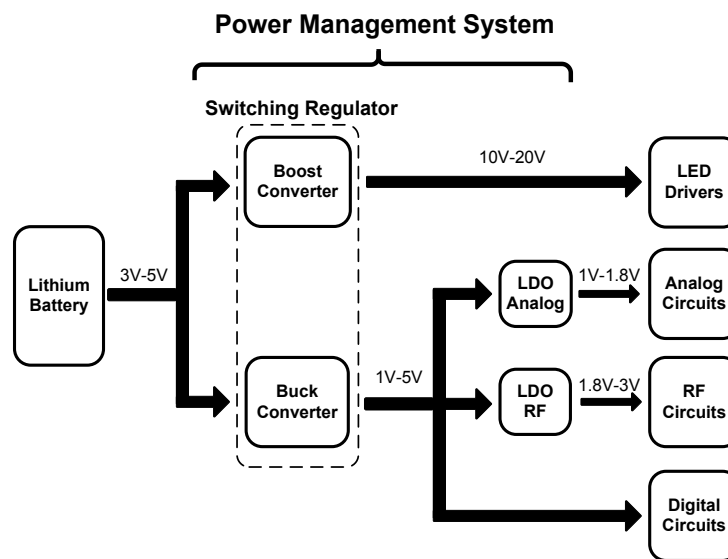 Power Management System
Switching Regulator
Boost
Converter
10V-20V
LED
Drivers
Lithium
Battery
3V-5V
LDO
Analog
1V-1.8V
Analog
Circuits
Buck
Converter
1V-5V
LDO
RF
1.8V-3V
RF
Circuits
Digital
Circuits